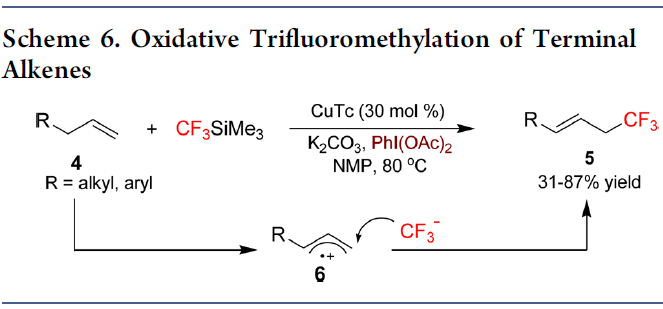 Scheme 6. Oxidative Trifluoromethylation of Terminal
Alkenes
R + CF3SiMe3 CuTc (30 mol %) R CF3
K2CO3, PhI(OAc)2
NMP, 80 ºC
4 5
R = alkyl, aryl 31-87% yield
R CF3-
•+
6